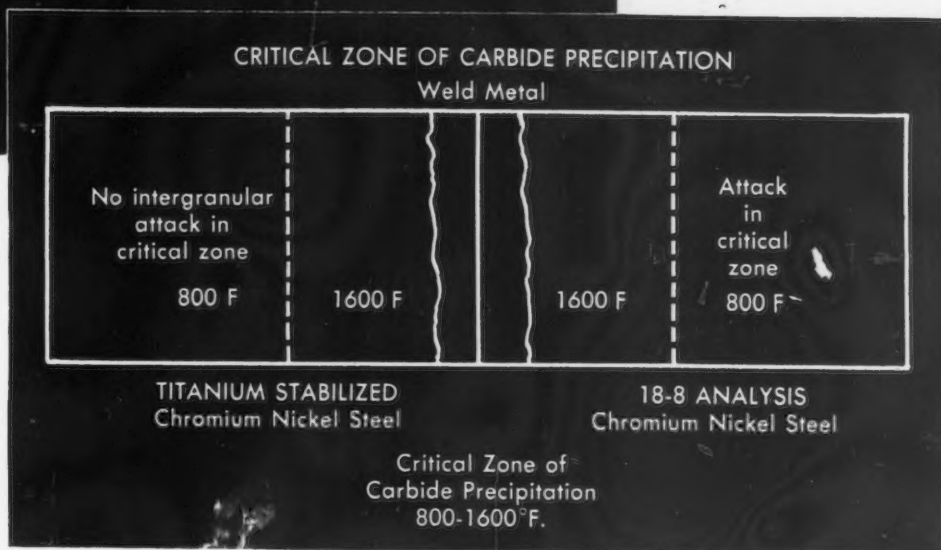 CRITICAL ZONE OF CARBIDE PRECIPITATION
Weld Metal
No intergranular
attack in
critical zone
800 F
1600 F
1600 F
Attack
in
critical
zone
800 F
TITANIUM STABILIZED
Chromium Nickel Steel
18-8 ANALYSIS
Chromium Nickel Steel
Critical Zone of
Carbide Precipitation
800-1600°F.